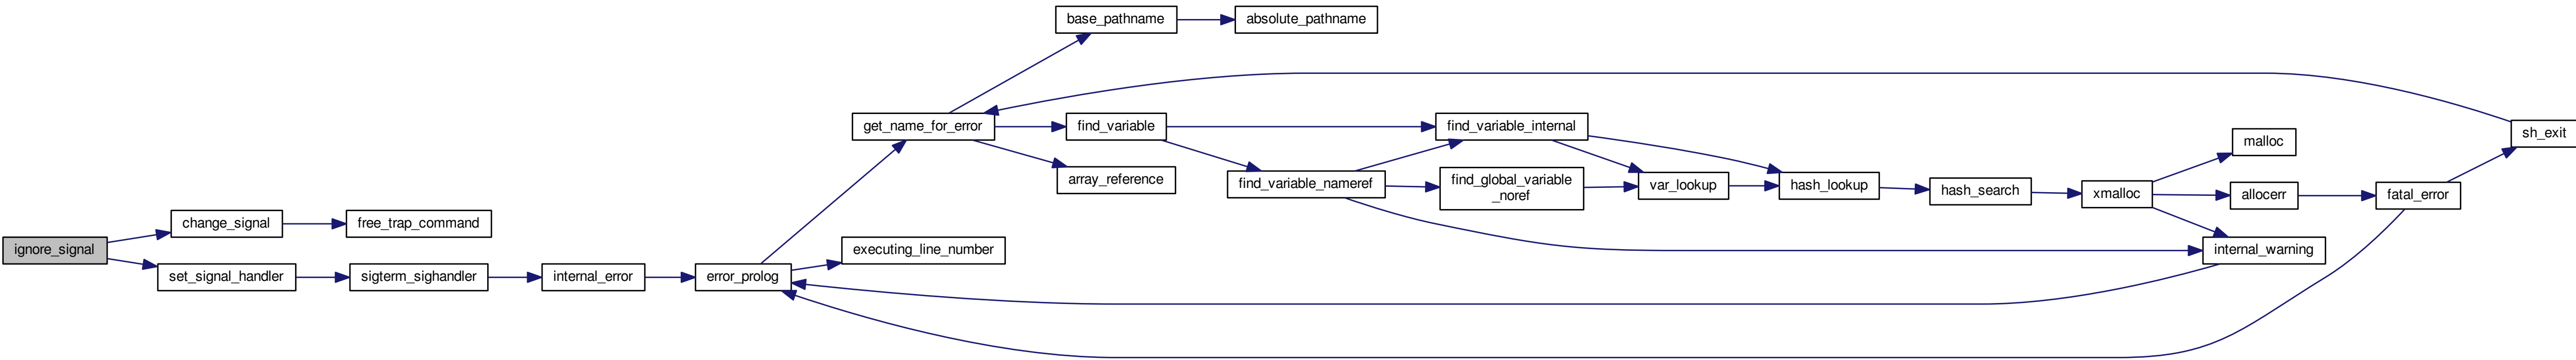 base_pathname
absolute_pathname
get_name_for_error
find_variable
find_variable_internal
malloc
sh_exit
array_reference
find_variable_nameref
find_global_variable
_noref
var_lookup
hash_lookup
hash_search
xmalloc
allocerr
fatal_error
change_signal
free_trap_command
ignore_signal
executing_line_number
internal_warning
set_signal_handler
sigterm_sighandler
internal_error
error_prolog